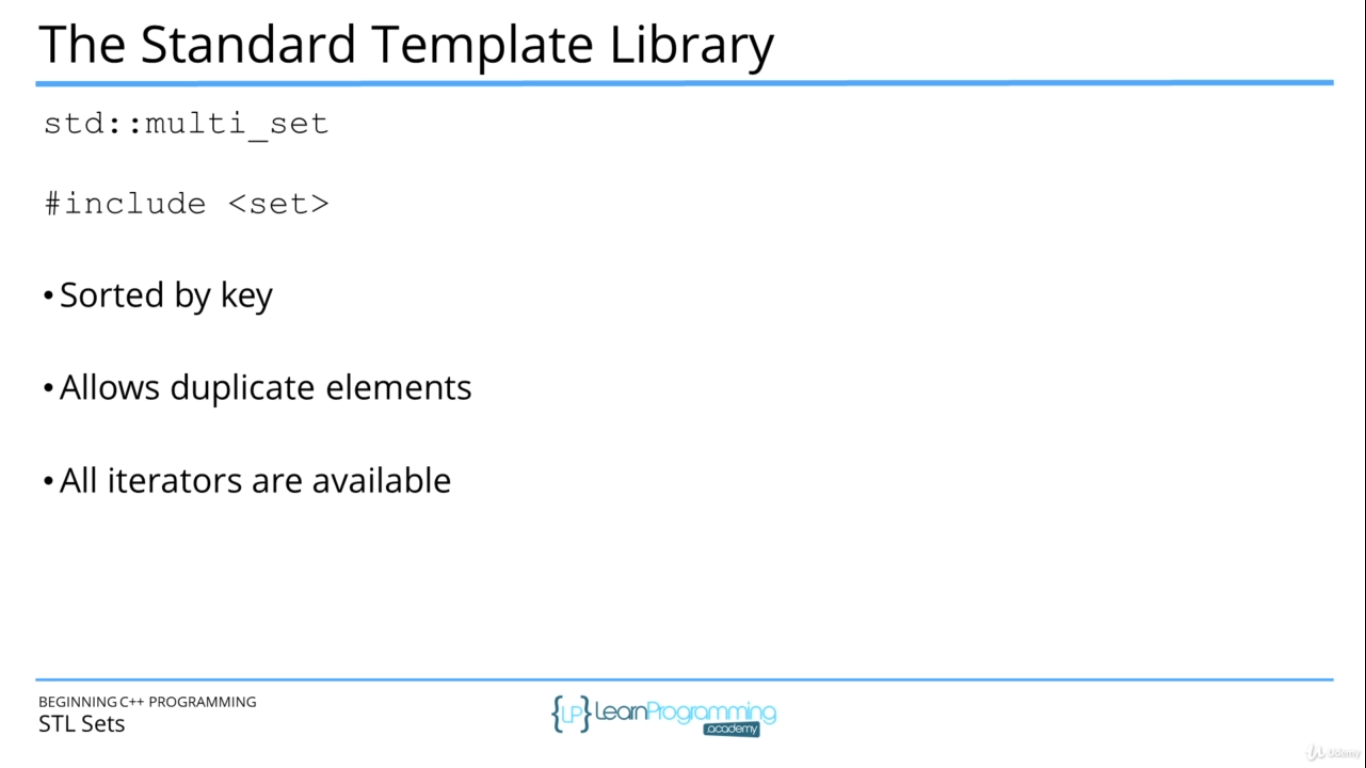 The Standard Template Library
std::multi_set
#include <set>
• Sorted by key
• Allows duplicate elements
• All iterators are available
BEGINNING C++ PROGRAMMING
STL Sets
{LP} LearnProgramming
.academy
Udemy